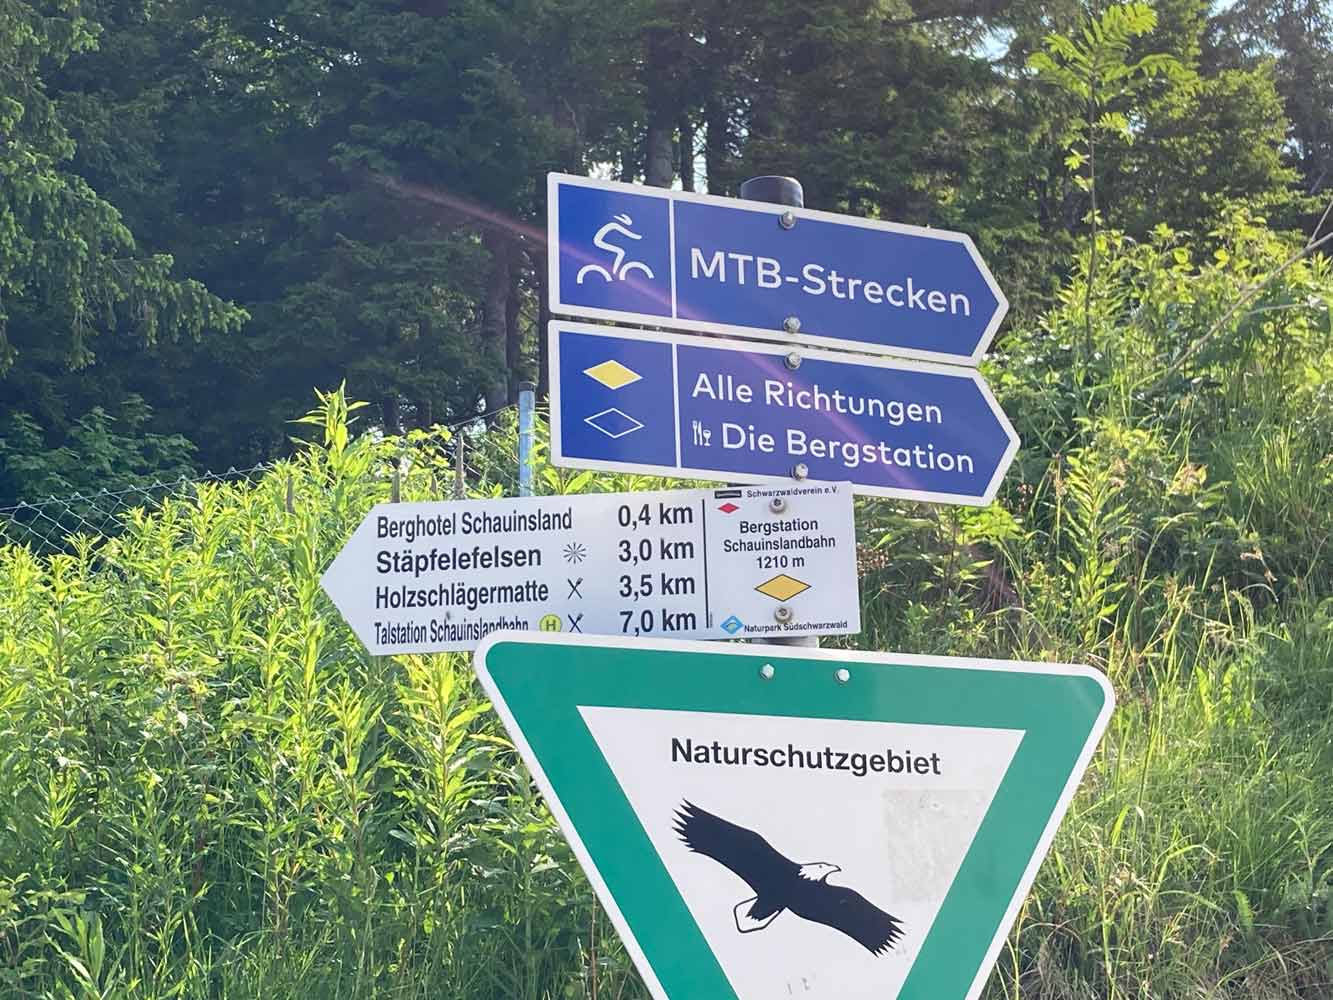 MTB-Strecken
Alle Richtungen
Die Bergstation
Berghotel Schauinsland 0,4 km
Stäpfelefelsen 3,0 km
Holzschlägermatte 3,5 km
Talstation Schauinslandbahn H 7,0 km
Schwarzwaldverein e.V.
Bergstation
Schauinslandbahn
1210 m
Naturpark Südschwarzwald
Naturschutzgebiet